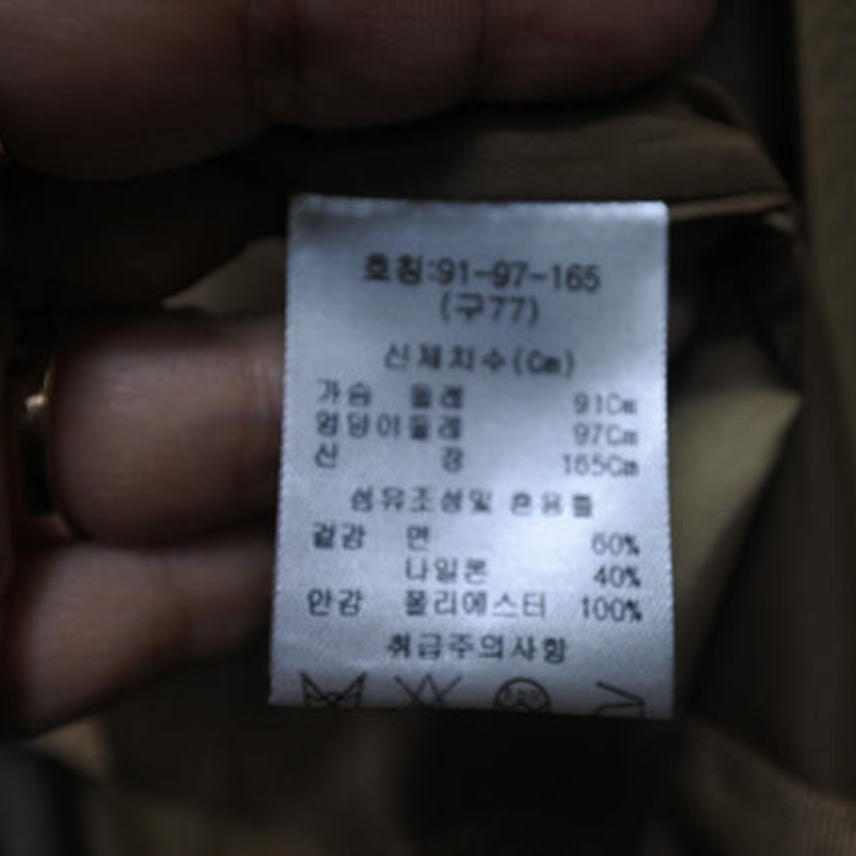 호칭:91-97-165
(구77)
신체치수(Cm)
가슴 둘레 91Cm
엉덩이둘레 97Cm
신 장 165Cm
섬유조성및 혼용률
겉감 면 60%
나일론 40%
안감 폴리에스터 100%
취급주의사항